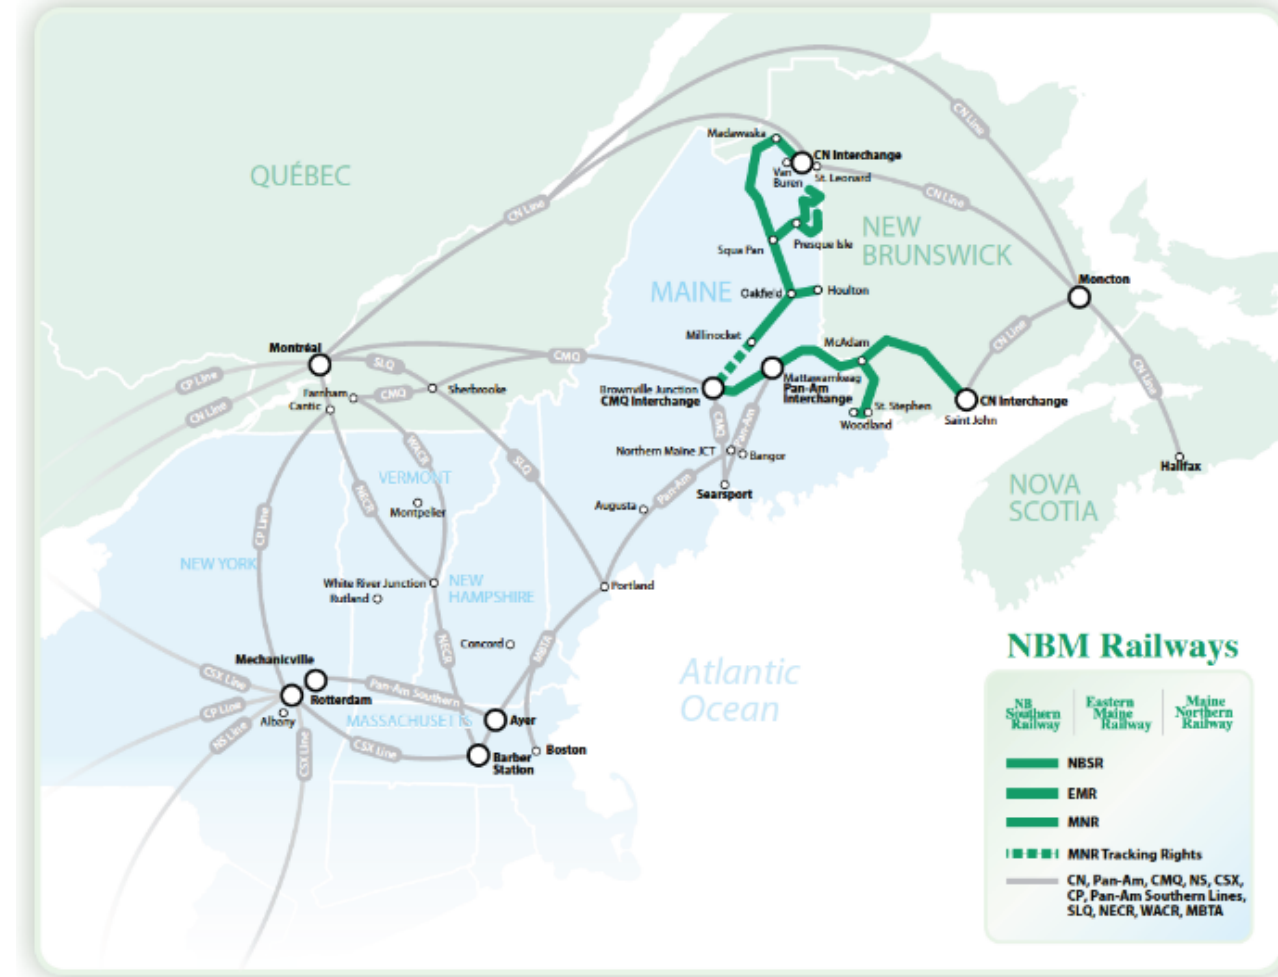 CN Line
Madawaska
CN Interchange
Van
Buren
St. Leonard
QUÉBEC
CN Line
CN Line
NEW
BRUNSWICK
Squa Pan
Presque Isle
MAINE
Oakfield
Houlton
Moncton
Millinocket
McAdam
CN Line
Montréal
SLQ
CMQ
CP Line
CN Line
Farnham
Cantic
CMQ
Sherbrooke
Brownville Junction
CMQ Interchange
Mattawamkeag
Pan-Am
Interchange
CN Line
CN Interchange
Saint John
St. Stephen
Woodland
CMQ
Pan-Am
WACR
Northern Maine JCT
Bangor
SLQ
Halifax
VERMONT
NECR
Montpelier
Pan-Am
Searsport
Augusta
NOVA
SCOTIA
CP Line
NEW YORK
White River Junction
Rutland
NEW
HAMPSHIRE
Portland
Concord
MBTA
NECR
Mechanicville
CSX Line
Rotterdam
Pan-Am Southern
Atlantic
Ocean
CP Line
Albany
MASSACHUSETTS
Ayer
NS Line
CSX Line
CSX Line
Barber
Station
Boston
NBM Railways
NB
Southern
Railway
Eastern
Maine
Railway
Maine
Northern
Railway
NBSR
EMR
MNR
MNR Tracking Rights
CN, Pan-Am, CMQ, NS, CSX,
CP, Pan-Am Southern Lines,
SLQ, NECR, WACR, MBTA